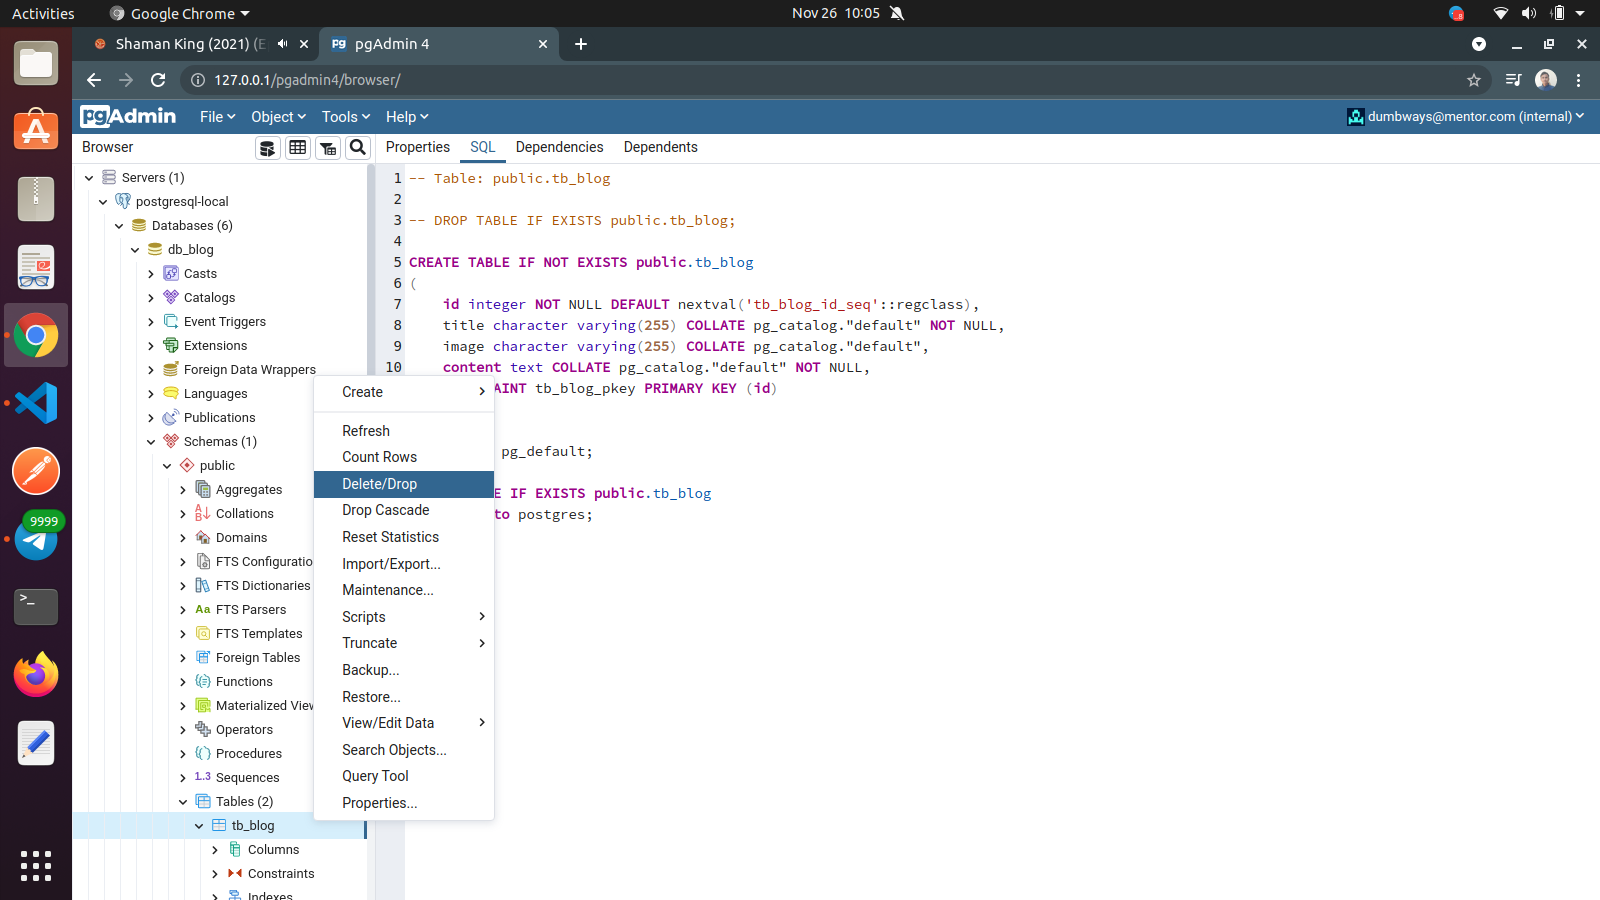 Activities
Google Chrome
Nov 26 10:05
8
Shaman King (2021) (E
pg pgAdmin 4
127.0.0.1/pgadmin4/browser/
pgAdmin
File
Object
Tools
Help
dumbways@mentor.com (internal)
Browser
Properties
SQL
Dependencies
Dependents
Servers (1)
postgresql-local
Databases (6)
db_blog
Casts
Catalogs
Event Triggers
Extensions
Foreign Data Wrappers
Languages
Publications
Schemas (1)
public
Aggregates
Collations
Domains
FTS Configuratio
FTS Dictionaries
Aa FTS Parsers
FTS Templates
Foreign Tables
Functions
Materialized View
Operators
Procedures
1..3 Sequences
Tables (2)
tb_blog
Columns
Constraints
Indexes
9999
1 -- Table: public.tb_blog
2
3 -- DROP TABLE IF EXISTS public.tb_blog;
4
5 CREATE TABLE IF NOT EXISTS public.tb_blog
6 (
7 id integer NOT NULL DEFAULT nextval('tb_blog_id_seq'::regclass),
8 title character varying(255) COLLATE pg_catalog."default" NOT NULL,
9 image character varying(255) COLLATE pg_catalog."default",
10 content text COLLATE pg_catalog."default" NOT NULL,
AINT tb_blog_pkey PRIMARY KEY (id)
pg_default;
E IF EXISTS public.tb_blog
to postgres;
Create
Refresh
Count Rows
Delete/Drop
Drop Cascade
Reset Statistics
Import/Export...
Maintenance...
Scripts
Truncate
Backup...
Restore...
View/Edit Data
Search Objects...
Query Tool
Properties...